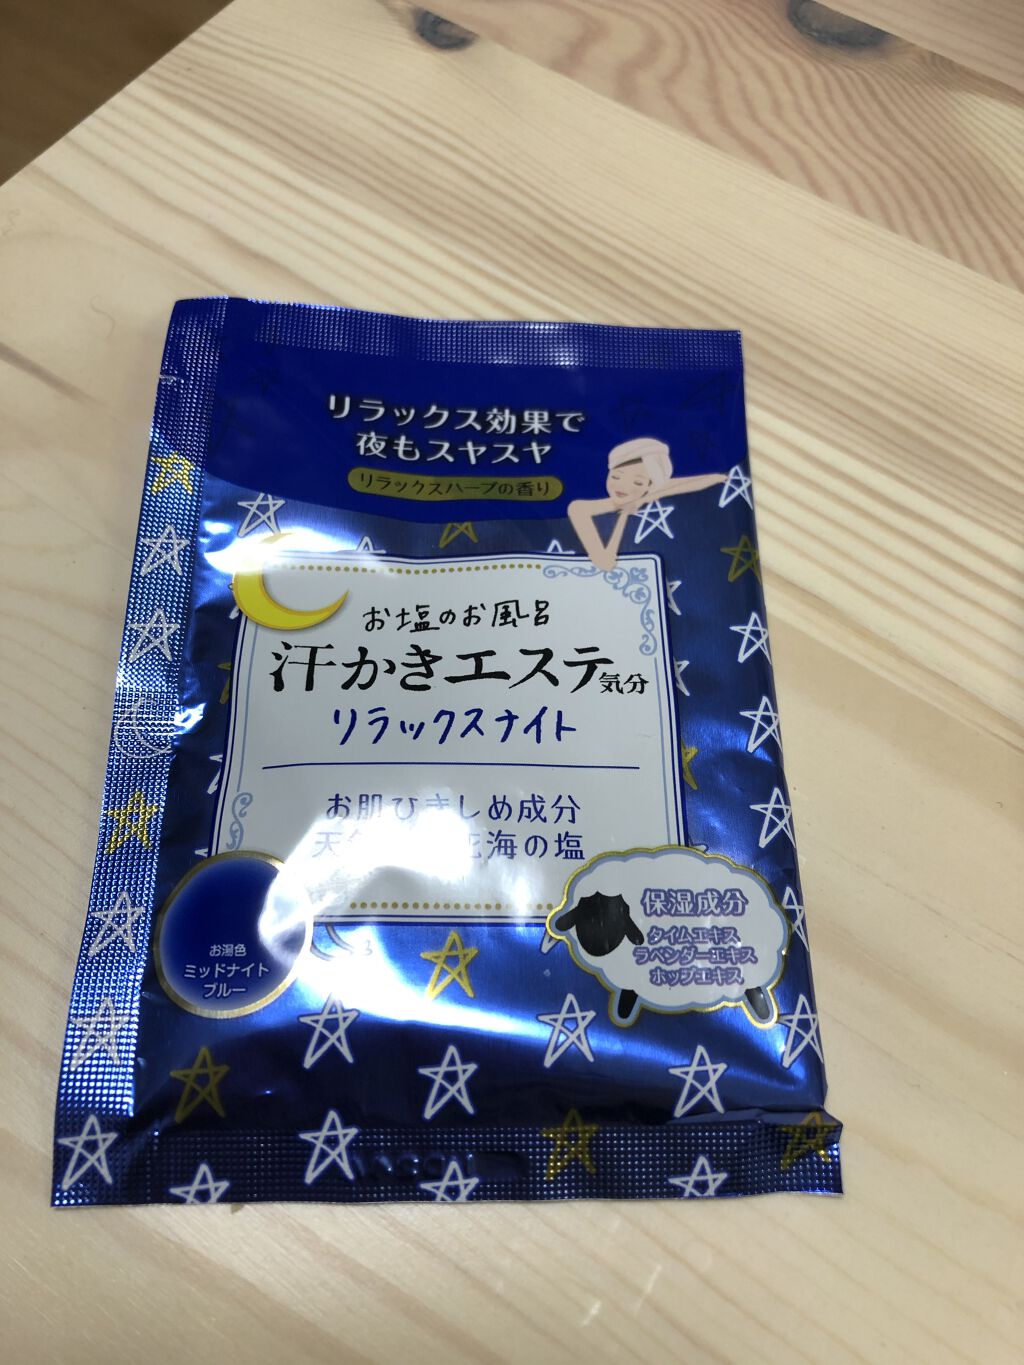 リラックス効果で
夜もスヤスヤ
リラックスハーブの香り
お塩のお風呂
汗かきエステ気分
リラックスナイト
お肌ひきしめ成分
天 海の塩
お湯色
ミッドナイト
ブルー
保湿成分
タイムエキス
ラベンダーエキス
ホップエキス